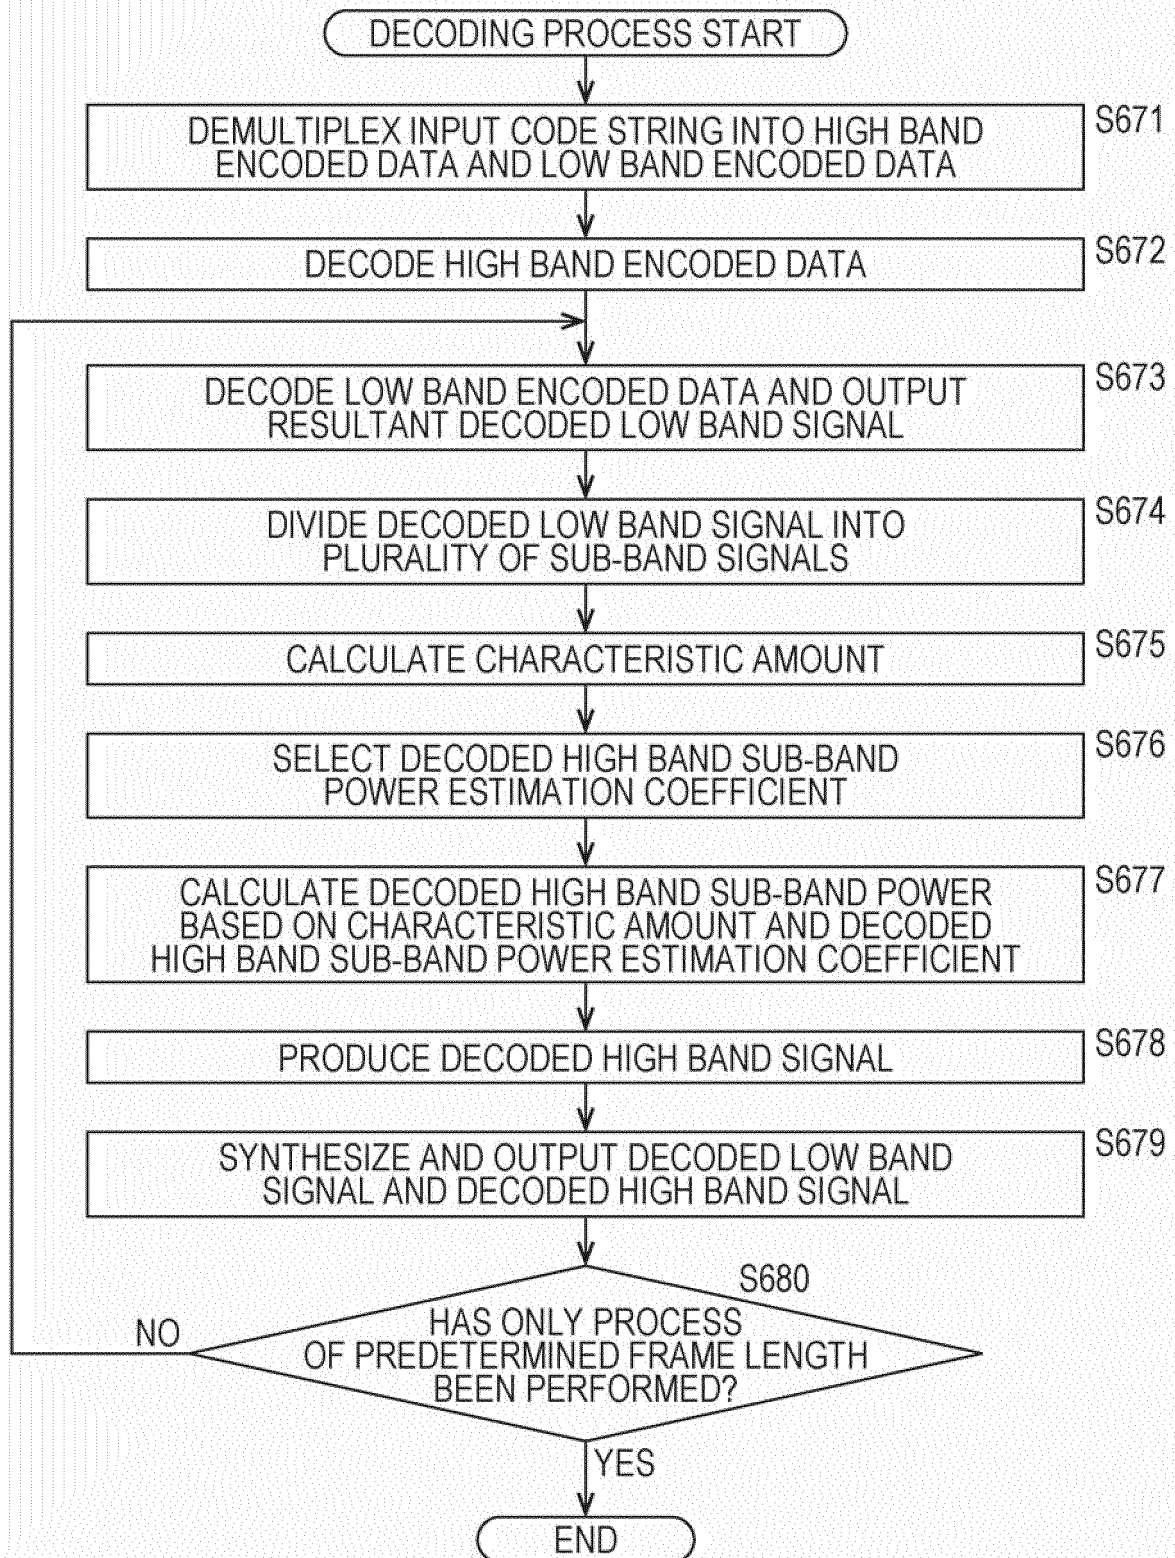 DECODING PROCESS START
S671
DEMULTIPLEX INPUT CODE STRING INTO HIGH BAND
ENCODED DATA AND LOW BAND ENCODED DATA
S672
DECODE HIGH BAND ENCODED DATA
S673
DECODE LOW BAND ENCODED DATA AND OUTPUT
RESULTANT DECODED LOW BAND SIGNAL
S674
DIVIDE DECODED LOW BAND SIGNAL INTO
PLURALITY OF SUB-BAND SIGNALS
S675
CALCULATE CHARACTERISTIC AMOUNT
S676
SELECT DECODED HIGH BAND SUB-BAND
POWER ESTIMATION COEFFICIENT
S677
CALCULATE DECODED HIGH BAND SUB-BAND POWER
BASED ON CHARACTERISTIC AMOUNT AND DECODED
HIGH BAND SUB-BAND POWER ESTIMATION COEFFICIENT
S678
PRODUCE DECODED HIGH BAND SIGNAL
S679
SYNTHESIZE AND OUTPUT DECODED LOW BAND
SIGNAL AND DECODED HIGH BAND SIGNAL
S680
NO
HAS ONLY PROCESS
OF PREDETERMINED FRAME LENGTH
BEEN PERFORMED?
YES
END